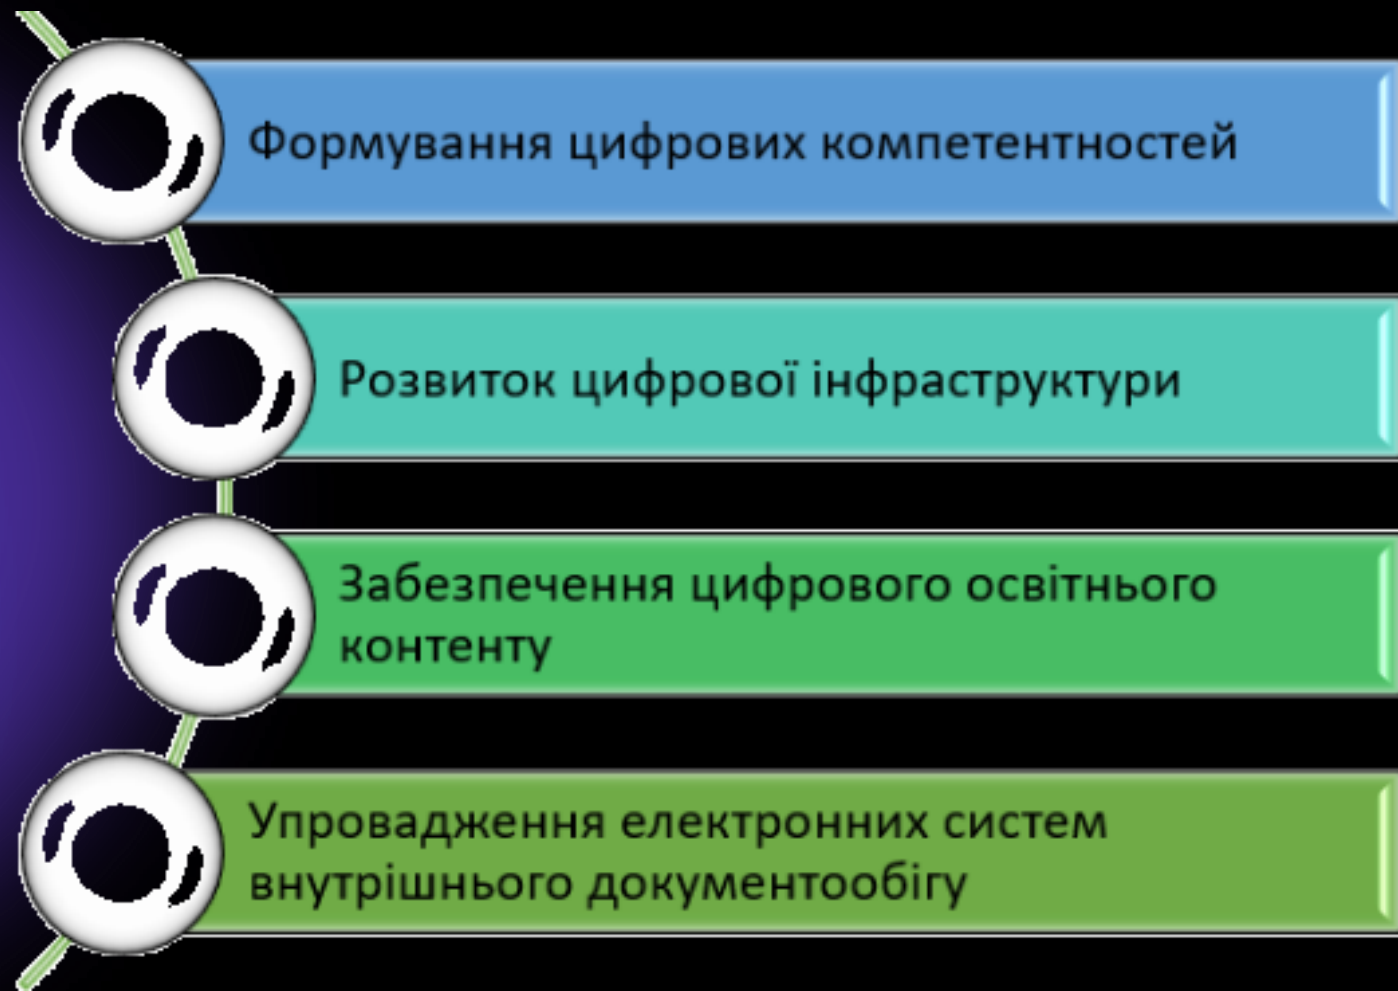 Формування цифрових компетентностей
Розвиток цифрової інфраструктури
Забезпечення цифрового освітнього
контенту
Упровадження електронних систем
внутрішнього документообігу